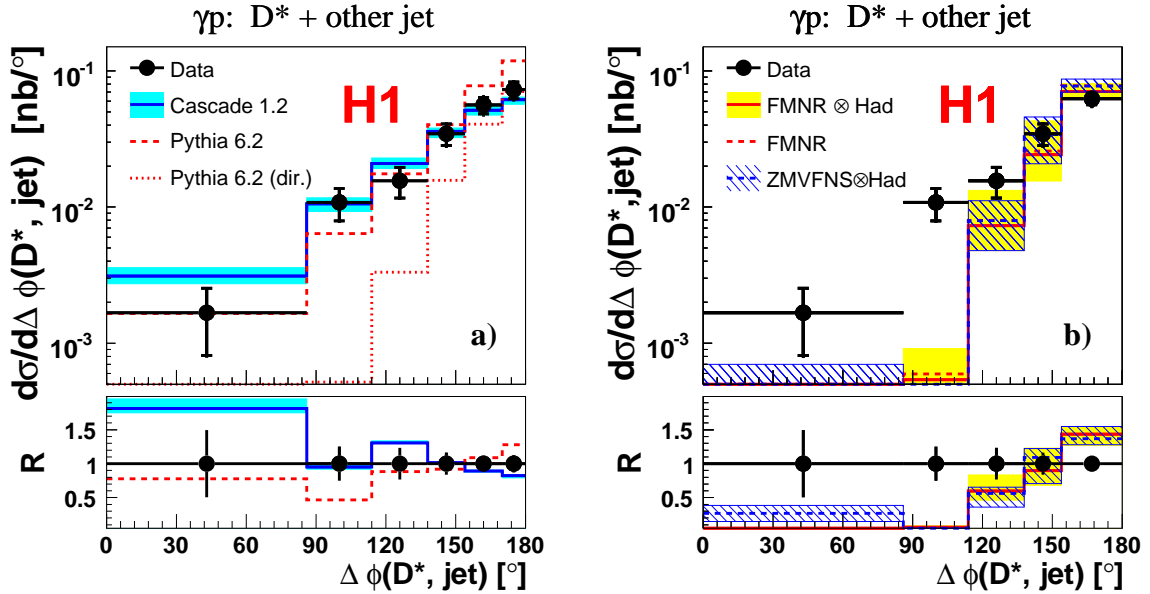 γp: D* + other jet
dσ/dΔ ϕ(D*, jet) [nb/°]
10⁻¹
10⁻²
10⁻³
Data
Cascade 1.2
Pythia 6.2
Pythia 6.2 (dir.)
H1
a)
R
1.5
1
0.5
0 30 60 90 120 150 180
Δ ϕ(D*, jet) [°]
γp: D* + other jet
dσ/dΔ ϕ(D*,jet) [nb/°]
10⁻¹
10⁻²
10⁻³
Data
FMNR ⊗ Had
FMNR
ZMVFNS⊗Had
H1
b)
R
1.5
1
0.5
0 30 60 90 120 150 180
Δ ϕ(D*, jet) [°]